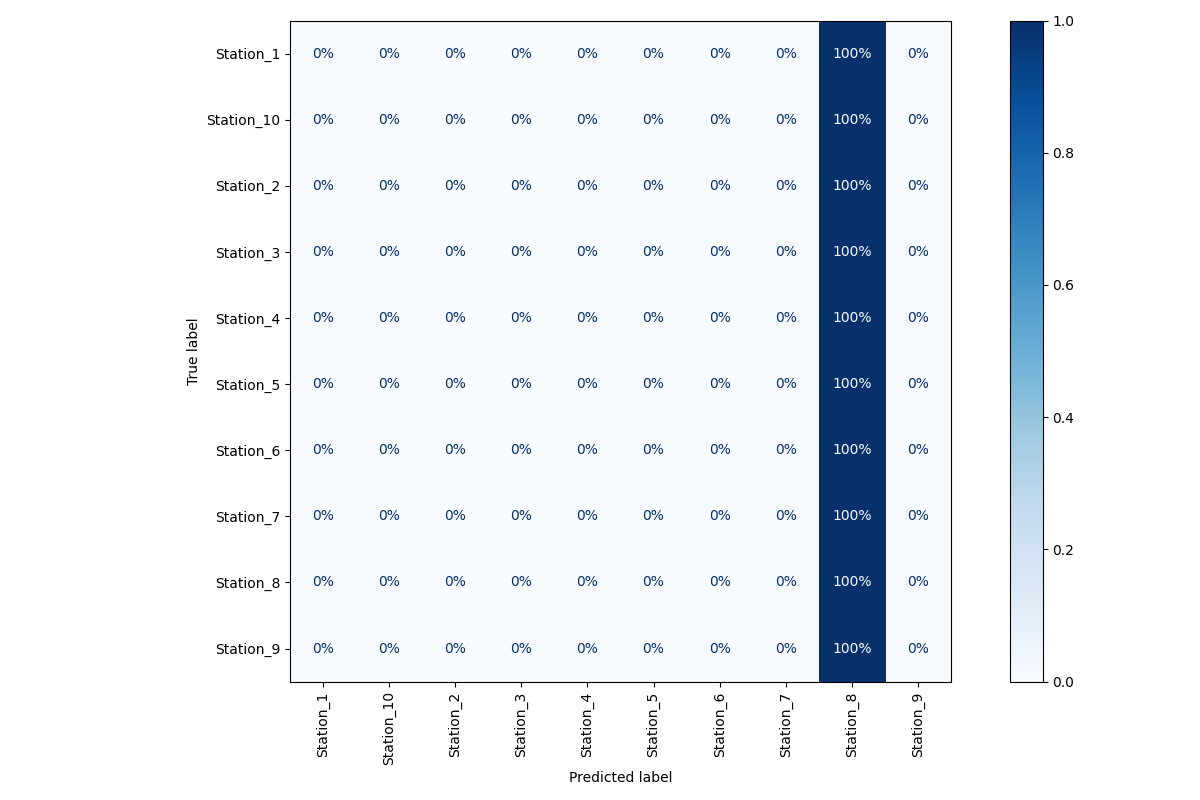 Station_1 0% 0% 0% 0% 0% 0% 0% 0% 100% 0%
Station_10 0% 0% 0% 0% 0% 0% 0% 0% 100% 0%
Station_2 0% 0% 0% 0% 0% 0% 0% 0% 100% 0%
Station_3 0% 0% 0% 0% 0% 0% 0% 0% 100% 0%
Station_4 0% 0% 0% 0% 0% 0% 0% 0% 100% 0%
Station_5 0% 0% 0% 0% 0% 0% 0% 0% 100% 0%
Station_6 0% 0% 0% 0% 0% 0% 0% 0% 100% 0%
Station_7 0% 0% 0% 0% 0% 0% 0% 0% 100% 0%
Station_8 0% 0% 0% 0% 0% 0% 0% 0% 100% 0%
Station_9 0% 0% 0% 0% 0% 0% 0% 0% 100% 0%
True label
Station_1 Station_10 Station_2 Station_3 Station_4 Station_5 Station_6 Station_7 Station_8 Station_9
Predicted label
1.0
0.8
0.6
0.4
0.2
0.0